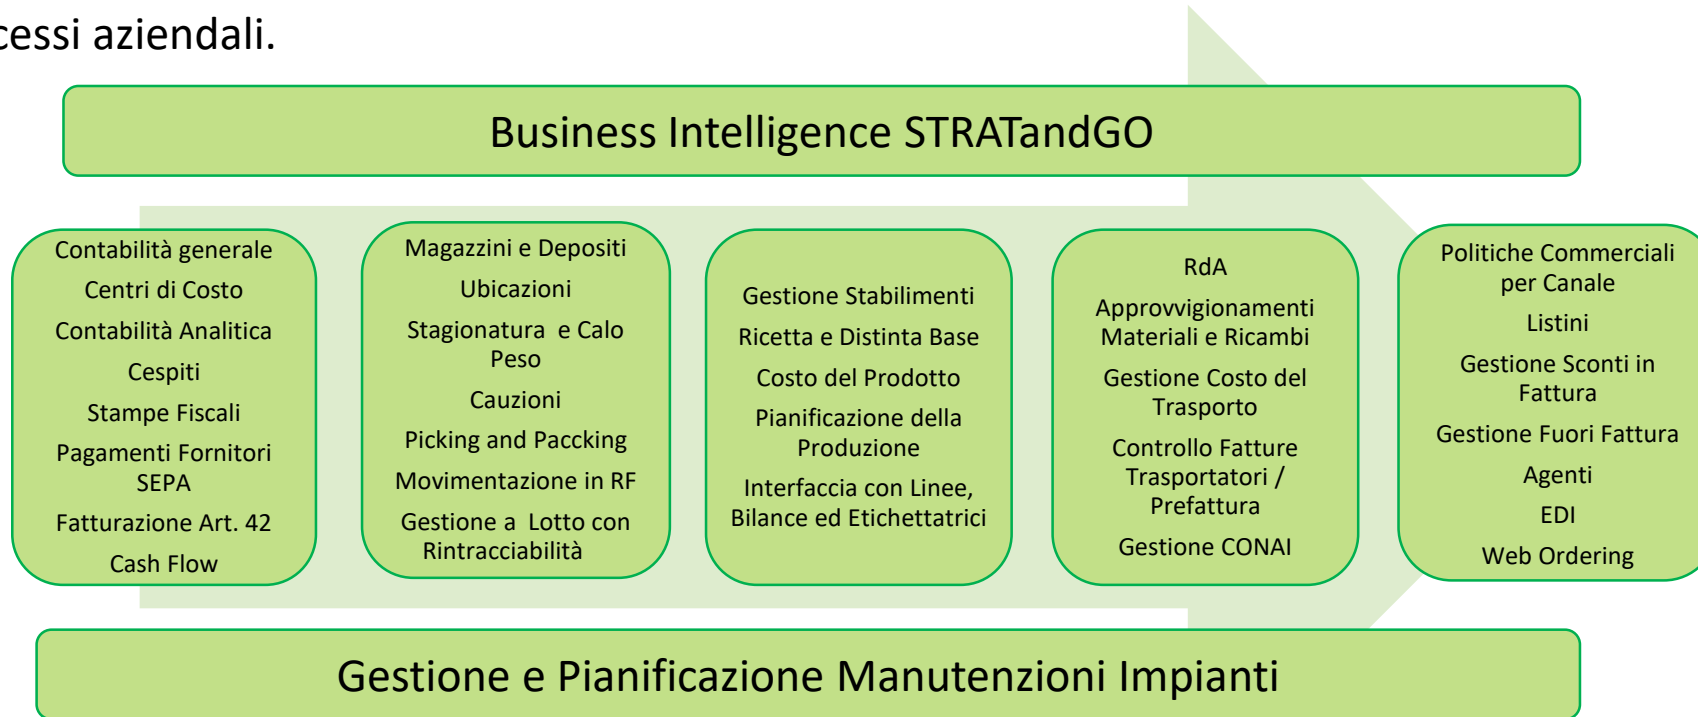 cessi aziendali.
Business Intelligence STRATandGO
Contabilità generale
Centri di Costo
Contabilità Analitica
Cespiti
Stampe Fiscali
Pagamenti Fornitori
SEPA
Fatturazione Art. 42
Cash Flow
Magazzini e Depositi
Ubicazioni
Stagionatura e Calo
Peso
Cauzioni
Picking and Paccking
Movimentazione in RF
Gestione a Lotto con
Rintracciabilità
Gestione Stabilimenti
Ricetta e Distinta Base
Costo del Prodotto
Pianificazione della
Produzione
Interfaccia con Linee,
Bilance ed Etichettatrici
RdA
Approvvigionamenti
Materiali e Ricambi
Gestione Costo del
Trasporto
Controllo Fatture
Trasportatori /
Prefattura
Gestione CONAI
Politiche Commerciali
per Canale
Listini
Gestione Sconti in
Fattura
Gestione Fuori Fattura
Agenti
EDI
Web Ordering
Gestione e Pianificazione Manutenzioni Impianti